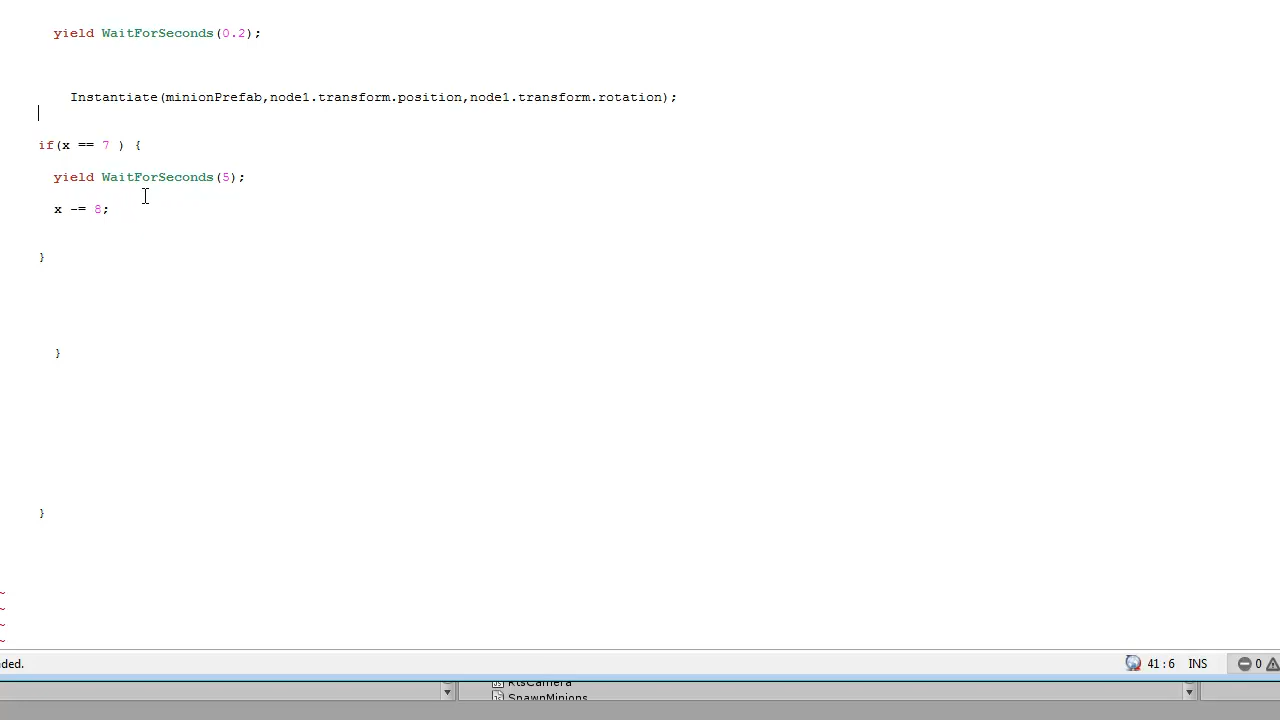 yield WaitForSeconds(0.2);
Instantiate(minionPrefab,node1.transform.position,node1.transform.rotation);
if(x == 7 ) {
yield WaitForSeconds(5);
x -= 8;
}
}
}
~
~
~
~
ded.
41 : 6 INS 0
RtsCamera
SpawnMinions